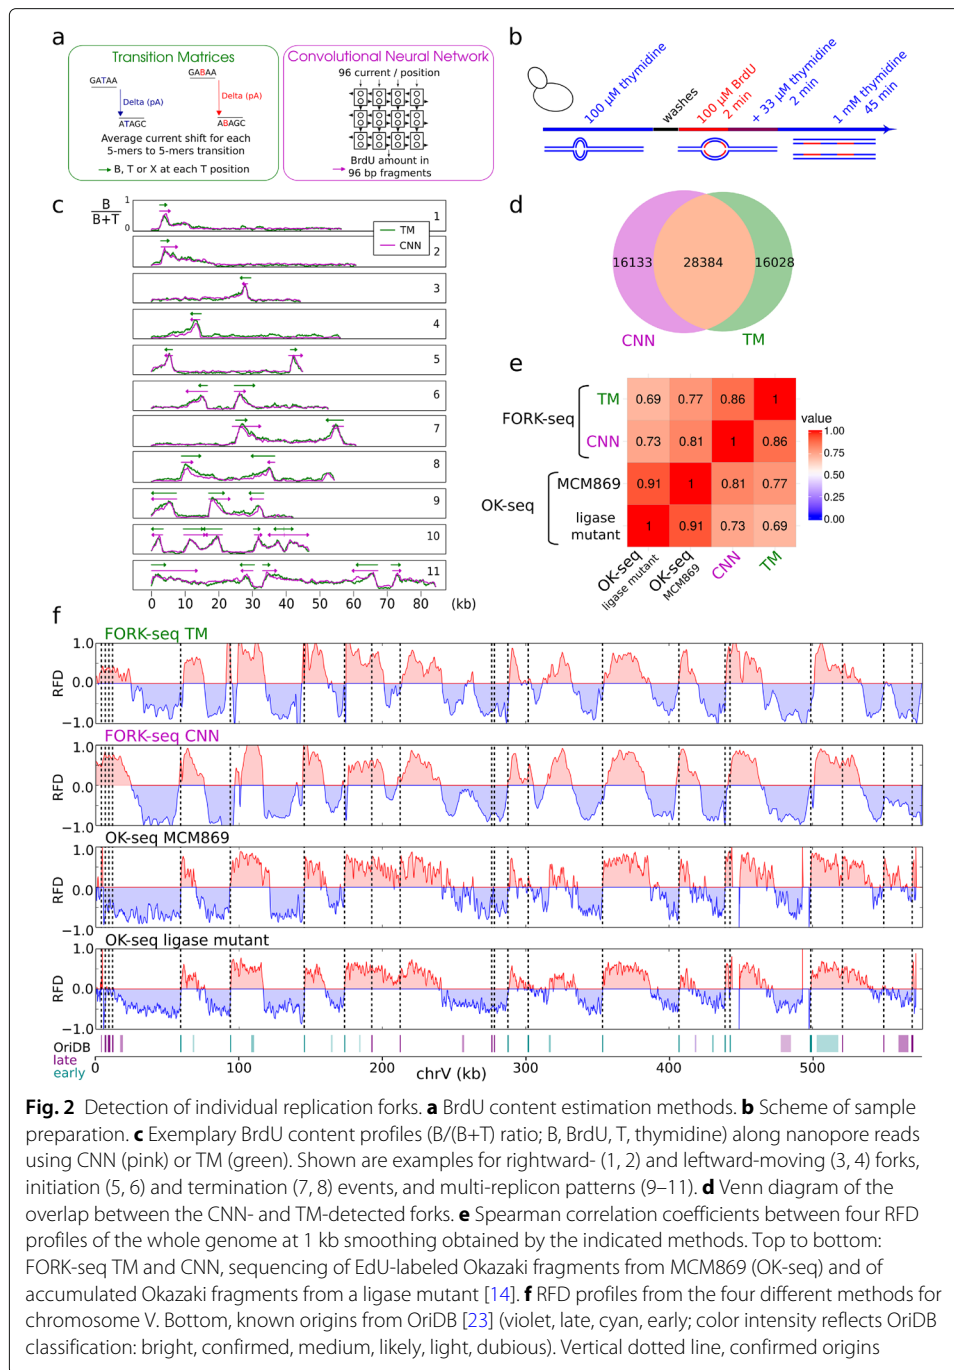 a
Transition Matrices
GATAA
Delta (pA)
ATAGC
GABAA
Delta (pA)
ABAGC
Average current shift for each
5-mers to 5-mers transition
B, T or X at each T position
Convolutional Neural Network
96 current / position
BrdU amount in
96 bp fragments
b
100 µM thymidine
washes
100 µM BrdU
2 min
+ 33 µM thymidine
2 min
1 mM thymidine
45 min
c
B
B+T
1
0
TM
CNN
1
2
3
4
5
6
7
8
9
10
11
0 10 20 30 40 50 60 70 80 (kb)
d
16133
28384
16028
CNN
TM
e
FORK-seq
TM
CNN
OK-seq
MCM869
ligase
mutant
0.69 0.77 0.86 1
0.73 0.81 1 0.86
0.91 1 0.81 0.77
1 0.91 0.73 0.69
OK-seq
ligase mutant
OK-seq
MCM869
CNN
TM
value
1.00
0.75
0.50
0.25
0.00
f
FORK-seq TM
RFD
1.0
0.0
−1.0
FORK-seq CNN
RFD
1.0
0.0
−1.0
OK-seq MCM869
RFD
1.0
0.0
−1.0
OK-seq ligase mutant
RFD
1.0
0.0
−1.0
OriDB
late
early
0 100 200 300 400 500
chrV (kb)
Fig. 2 Detection of individual replication forks. a BrdU content estimation methods. b Scheme of sample
preparation. c Exemplary BrdU content profiles (B/(B+T) ratio; B, BrdU, T, thymidine) along nanopore reads
using CNN (pink) or TM (green). Shown are examples for rightward- (1, 2) and leftward-moving (3, 4) forks,
initiation (5, 6) and termination (7, 8) events, and multi-replicon patterns (9–11). d Venn diagram of the
overlap between the CNN- and TM-detected forks. e Spearman correlation coefficients between four RFD
profiles of the whole genome at 1 kb smoothing obtained by the indicated methods. Top to bottom:
FORK-seq TM and CNN, sequencing of EdU-labeled Okazaki fragments from MCM869 (OK-seq) and of
accumulated Okazaki fragments from a ligase mutant [14]. f RFD profiles from the four different methods for
chromosome V. Bottom, known origins from OriDB [23] (violet, late, cyan, early; color intensity reflects OriDB
classification: bright, confirmed, medium, likely, light, dubious). Vertical dotted line, confirmed origins